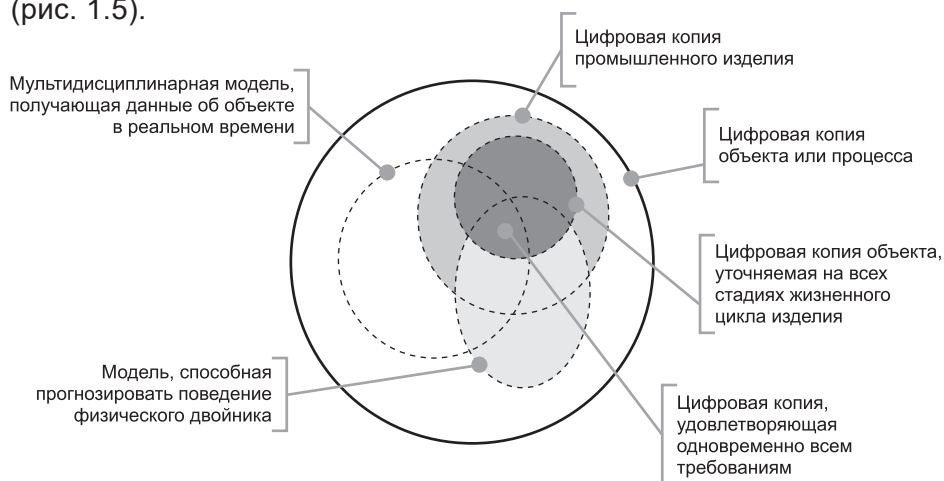 (рис. 1.5).
Цифровая копия
промышленного изделия
Мультидисциплинарная модель,
получающая данные об объекте
в реальном времени
Цифровая копия
объекта или процесса
Цифровая копия объекта,
уточняемая на всех
стадиях жизненного
цикла изделия
Модель, способная
прогнозировать поведение
физического двойника
Цифровая копия,
удовлетворяющая
одновременно всем
требованиям